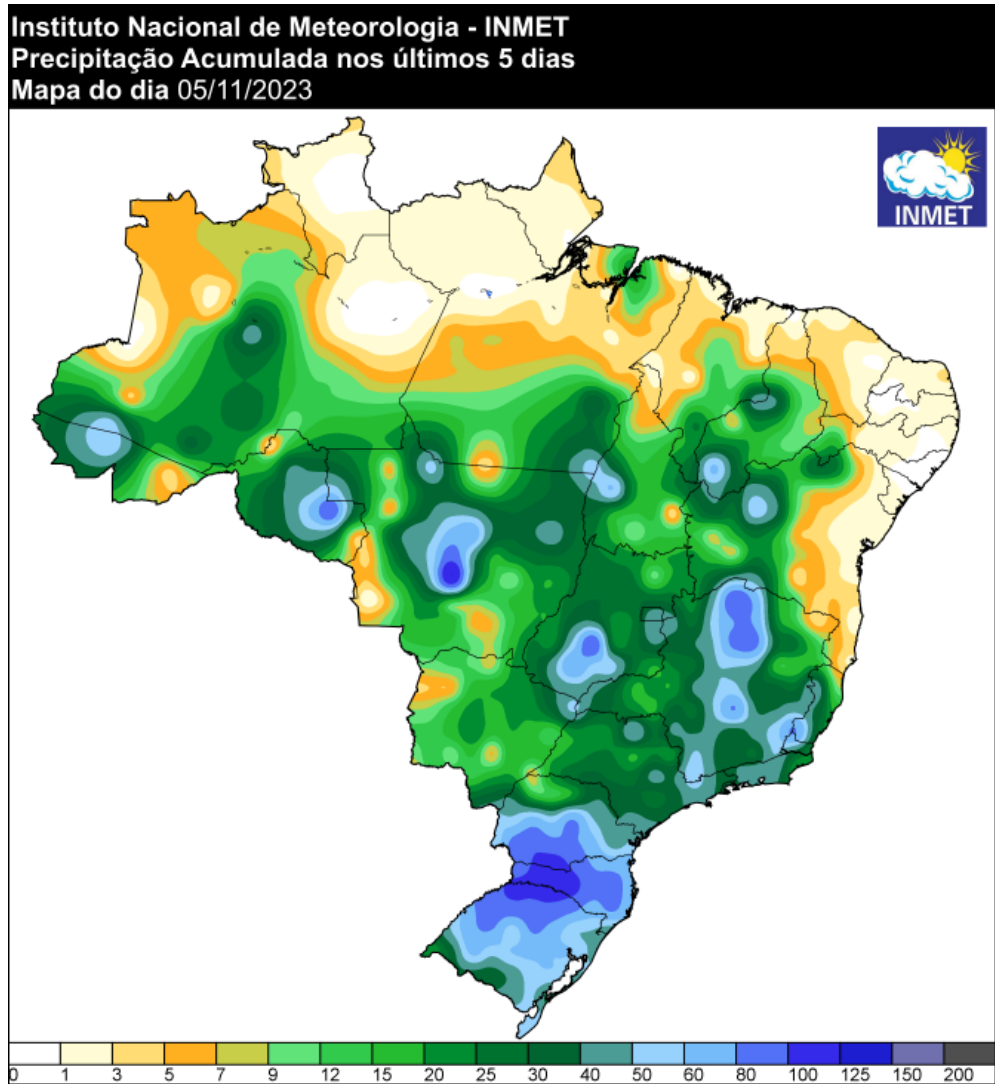 Instituto Nacional de Meteorologia - INMET
Precipitação Acumulada nos últimos 5 dias
Mapa do dia 05/11/2023
INMET
0 1 3 5 7 9 12 15 20 25 30 40 50 60 80 100 125 150 200